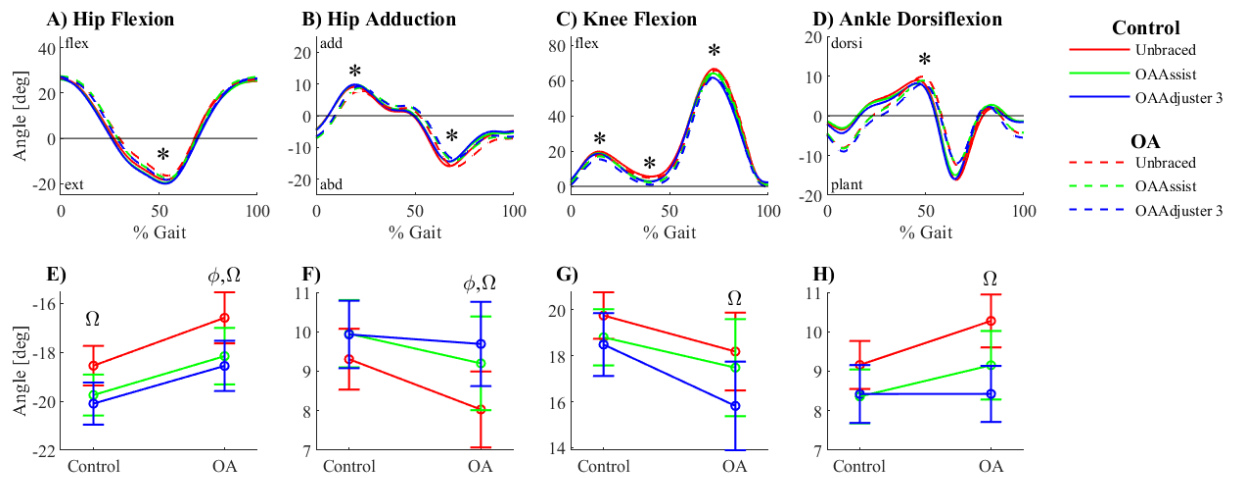 A) Hip Flexion
flex
40
20
0
-20
ext
Angle [deg]
*
0
50
100
% Gait
B) Hip Adduction
add
20
10
0
-10
-20
abd
*
*
0
50
100
% Gait
C) Knee Flexion
flex
80
60
40
20
0
*
*
*
0
50
100
% Gait
D) Ankle Dorsiflexion
dorsi
20
10
0
-10
-20
plant
*
0
50
100
% Gait
Control
Unbraced
OAAssist
OAAdjuster 3
OA
Unbraced
OAAssist
OAAdjuster 3
E)
-16
-18
-20
-22
Angle [deg]
Ω
ϕ,Ω
Control
OA
F)
11
10
9
8
7
ϕ,Ω
Control
OA
G)
20
18
16
14
Ω
Control
OA
H)
11
10
9
8
7
Ω
Control
OA